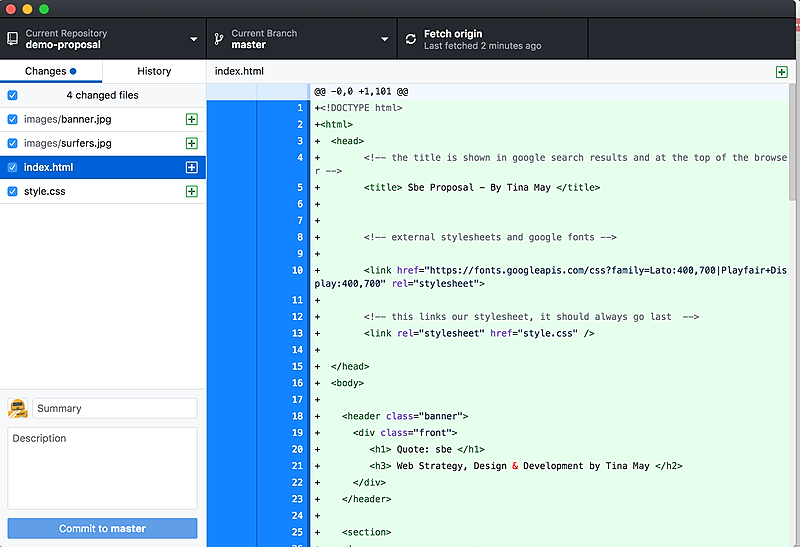 Current Repository
demo-proposal
Current Branch
master
Fetch origin
Last fetched 2 minutes ago
Changes
History
4 changed files
images/banner.jpg
images/surfers.jpg
index.html
style.css
Summary
Description
Commit to master
index.html
@@ -0,0 +1,101 @@
1 +<!DOCTYPE html>
2 +<html>
3 +  <head>
4 +        <!-- the title is shown in google search results and at the top of the browse
r -->
5 +        <title> Sbe Proposal - By Tina May </title>
6 +
7 +
8 +        <!-- external stylesheets and google fonts -->
9 +
10 +        <link href="https://fonts.googleapis.com/css?family=Lato:400,700|Playfair+Dis
play:400,700" rel="stylesheet">
11 +
12 +        <!-- this links our stylesheet, it should always go last  -->
13 +        <link rel="stylesheet" href="style.css" />
14 +
15 +  </head>
16 +  <body>
17 +
18 +    <header class="banner">
19 +      <div class="front">
20 +         <h1> Quote: sbe </h1>
21 +         <h3> Web Strategy, Design & Development by Tina May </h2>
22 +      </div>
23 +    </header>
24 +
25 +    <section>